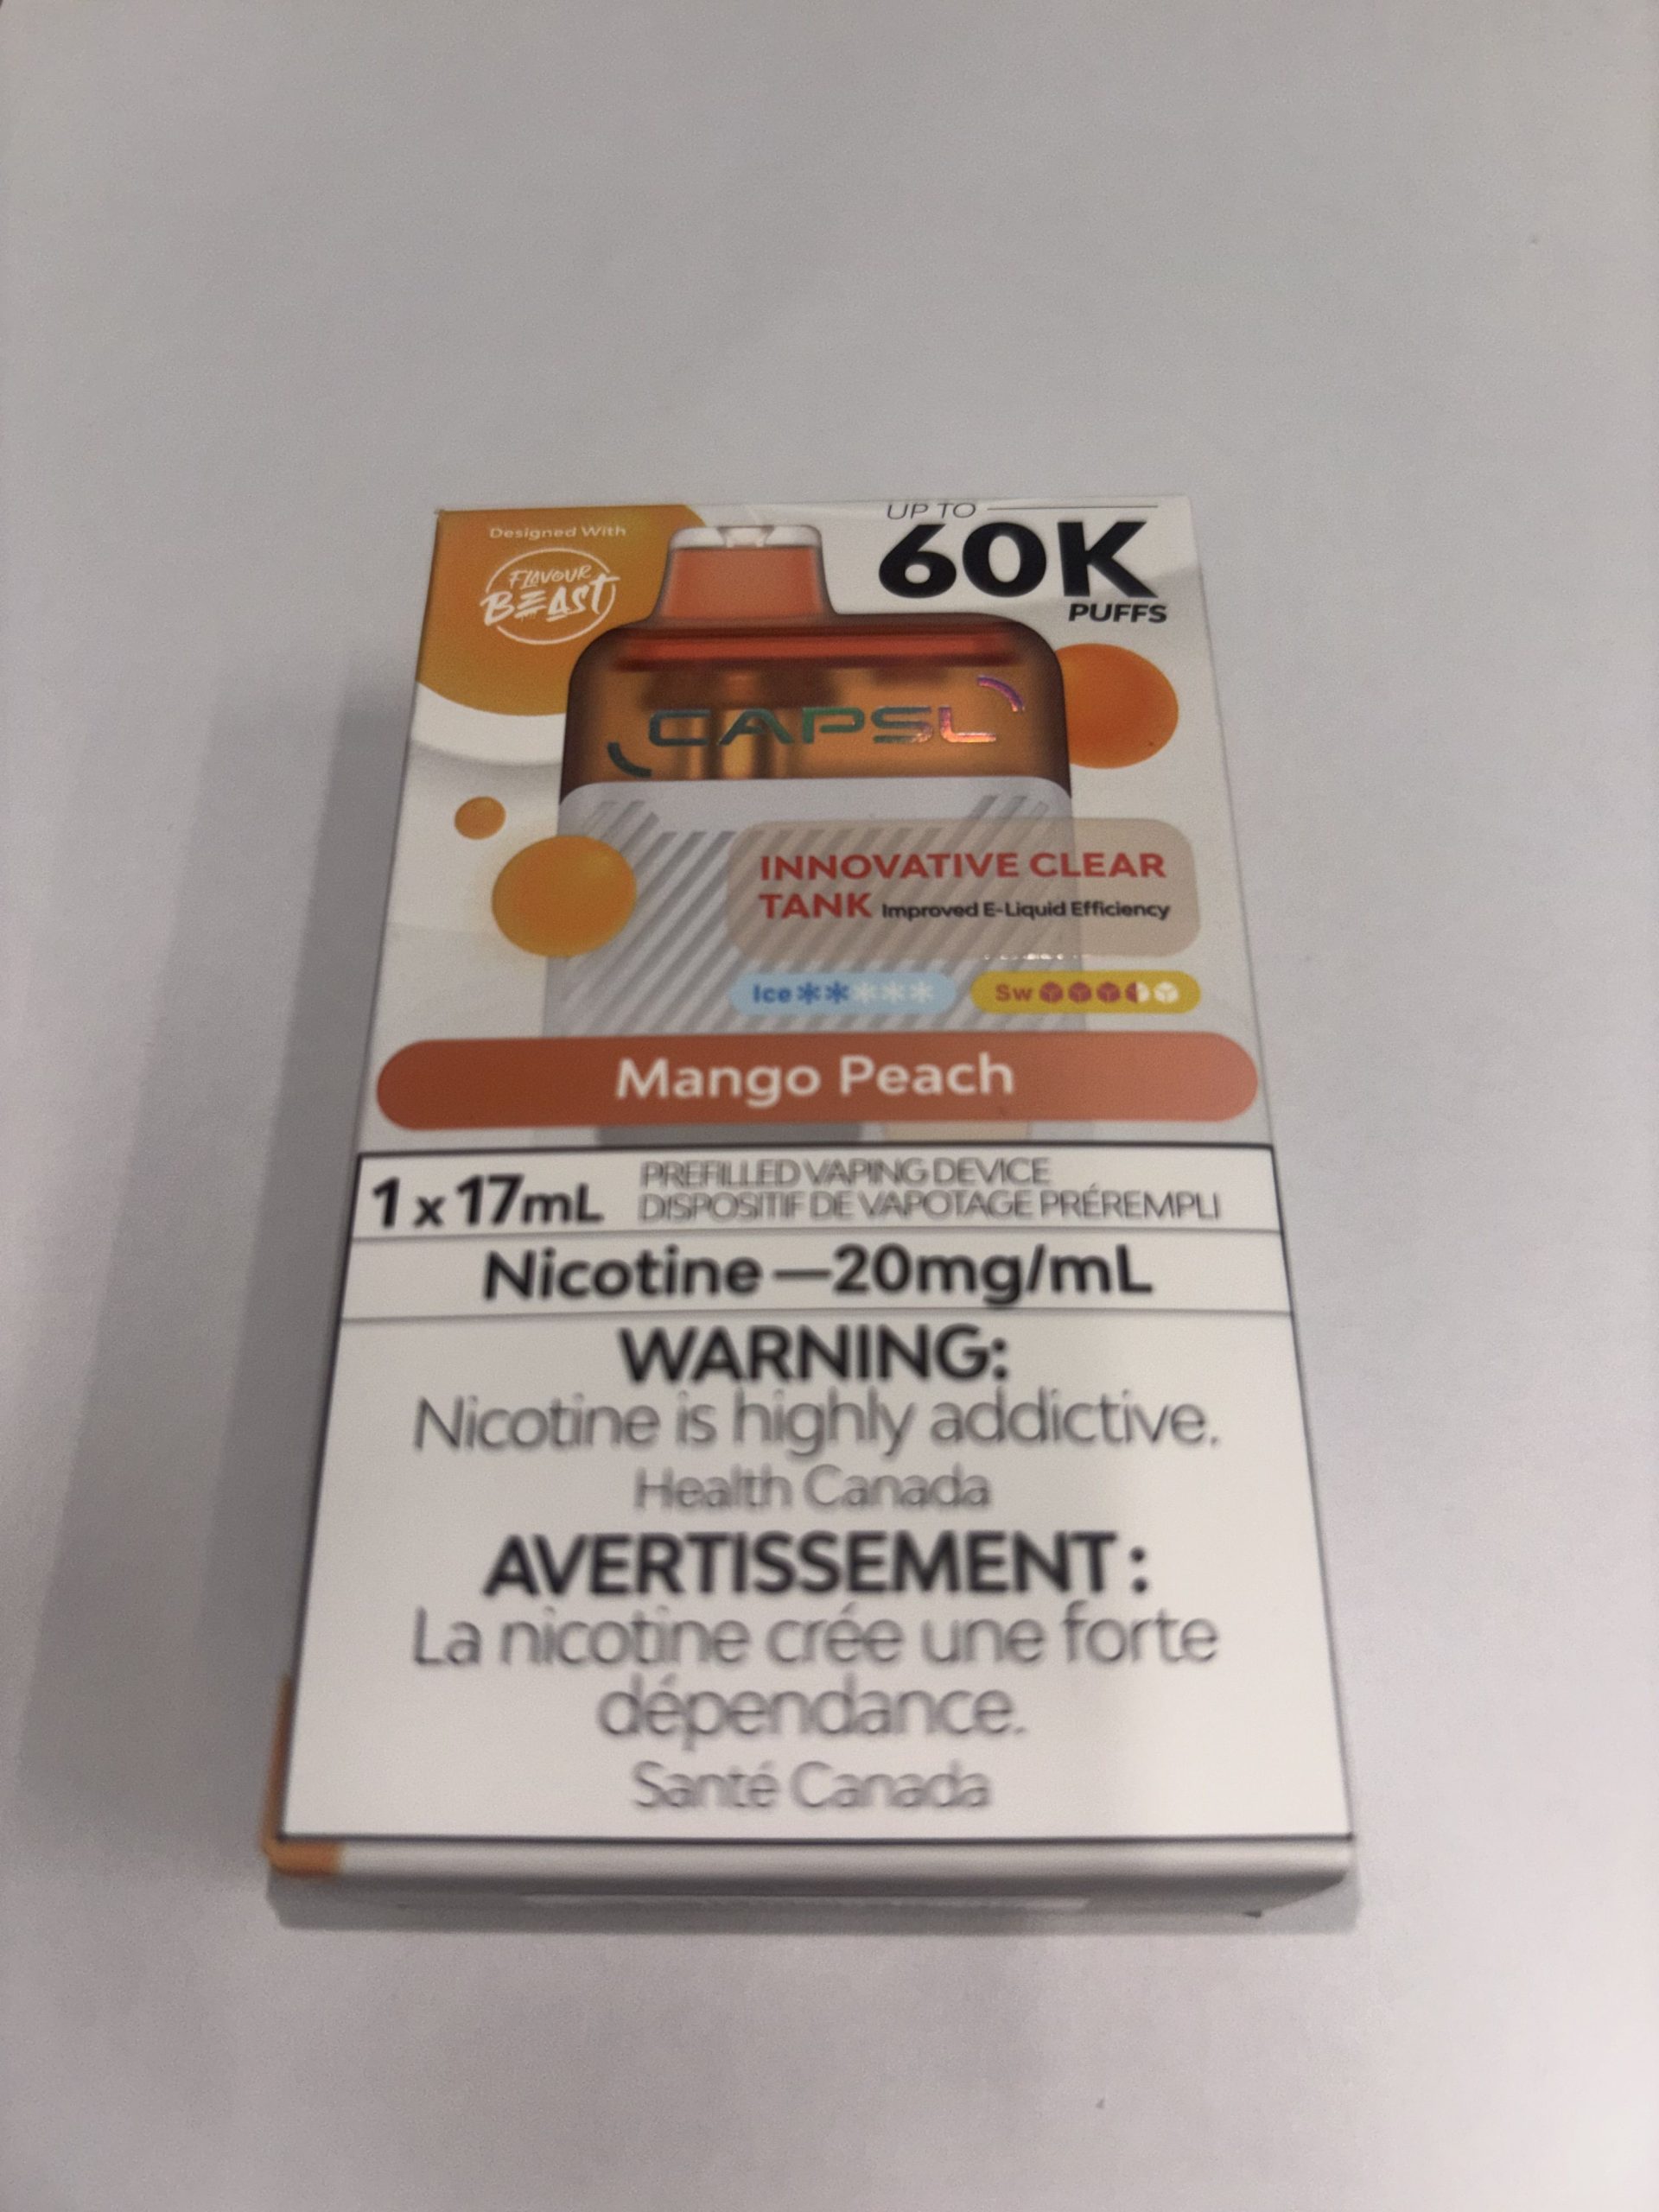 Designed With
FLAVOUR
BEAST
UP TO
60K
PUFFS
CAPSL
INNOVATIVE CLEAR
TANK Improved E-Liquid Efficiency
Ice
Sw
Mango Peach
1 x 17mL
PREFILLED VAPING DEVICE
DISPOSITIF DE VAPOTAGE PRÉREMPLI
Nicotine—20mg/mL
WARNING:
Nicotine is highly addictive.
Health Canada
AVERTISSEMENT :
La nicotine crée une forte
dépendance.
Santé Canada